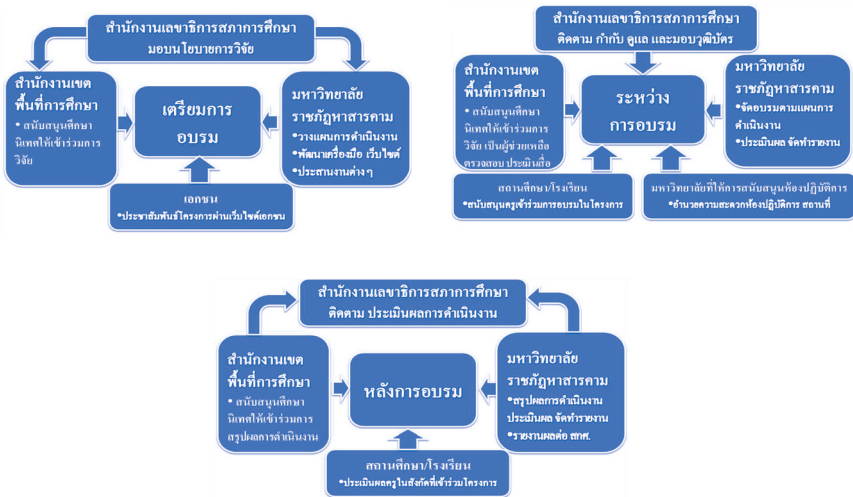 สำนักงานเลขาธิการสภาการศึกษา
มอบนโยบายการวิจัย
สำนักงานเขต
พื้นที่การศึกษา
• สนับสนุนศึกษา
นิเทศให้เข้าร่วมการ
วิจัย
เตรียมการ
อบรม
มหาวิทยาลัย
ราชภัฏหาสารคาม
•วางแผนการดำเนินงาน
•พัฒนาเครื่องมือ เว็บไซต์
•ประสานงานต่าง ๆ
เอกชน
•ประชาสัมพันธ์โครงการผ่านเว็บไซต์เอกชน
สำนักงานเลขาธิการสภาการศึกษา
ติดตาม กำกับ ดูแล และมอบวุฒิบัตร
สำนักงานเขต
พื้นที่การศึกษา
• สนับสนุนศึกษา
นิเทศให้เข้าร่วมการ
วิจัย เป็นผู้ช่วยเหลือ
ตรวจสอบ ประเมินสื่อ
ระหว่าง
การอบรม
มหาวิทยาลัย
ราชภัฏหาสารคาม
•จัดอบรมตามแผนการ
ดำเนินงาน
•ประเมินผล จัดทำรายงาน
สถานศึกษา/โรงเรียน
•สนับสนุนครูเข้าร่วมการอบรมในโครงการ
มหาวิทยาลัยที่ให้การสนับสนุนห้องปฏิบัติการ
•อำนวยความสะดวกห้องปฏิบัติการ สถานที่
สำนักงานเลขาธิการสภาการศึกษา
ติดตาม ประเมินผลการดำเนินงาน
สำนักงานเขต
พื้นที่การศึกษา
• สนับสนุนศึกษา
นิเทศให้เข้าร่วมการ
สรุปผลการดำเนินงาน
หลังการอบรม
มหาวิทยาลัย
ราชภัฏหาสารคาม
•สรุปผลการดำเนินงาน
ประเมินผล จัดทำรายงาน
•รายงานผลต่อ สกศ.
สถานศึกษา/โรงเรียน
•ประเมินผลครูในสังกัดที่เข้าร่วมโครงการ